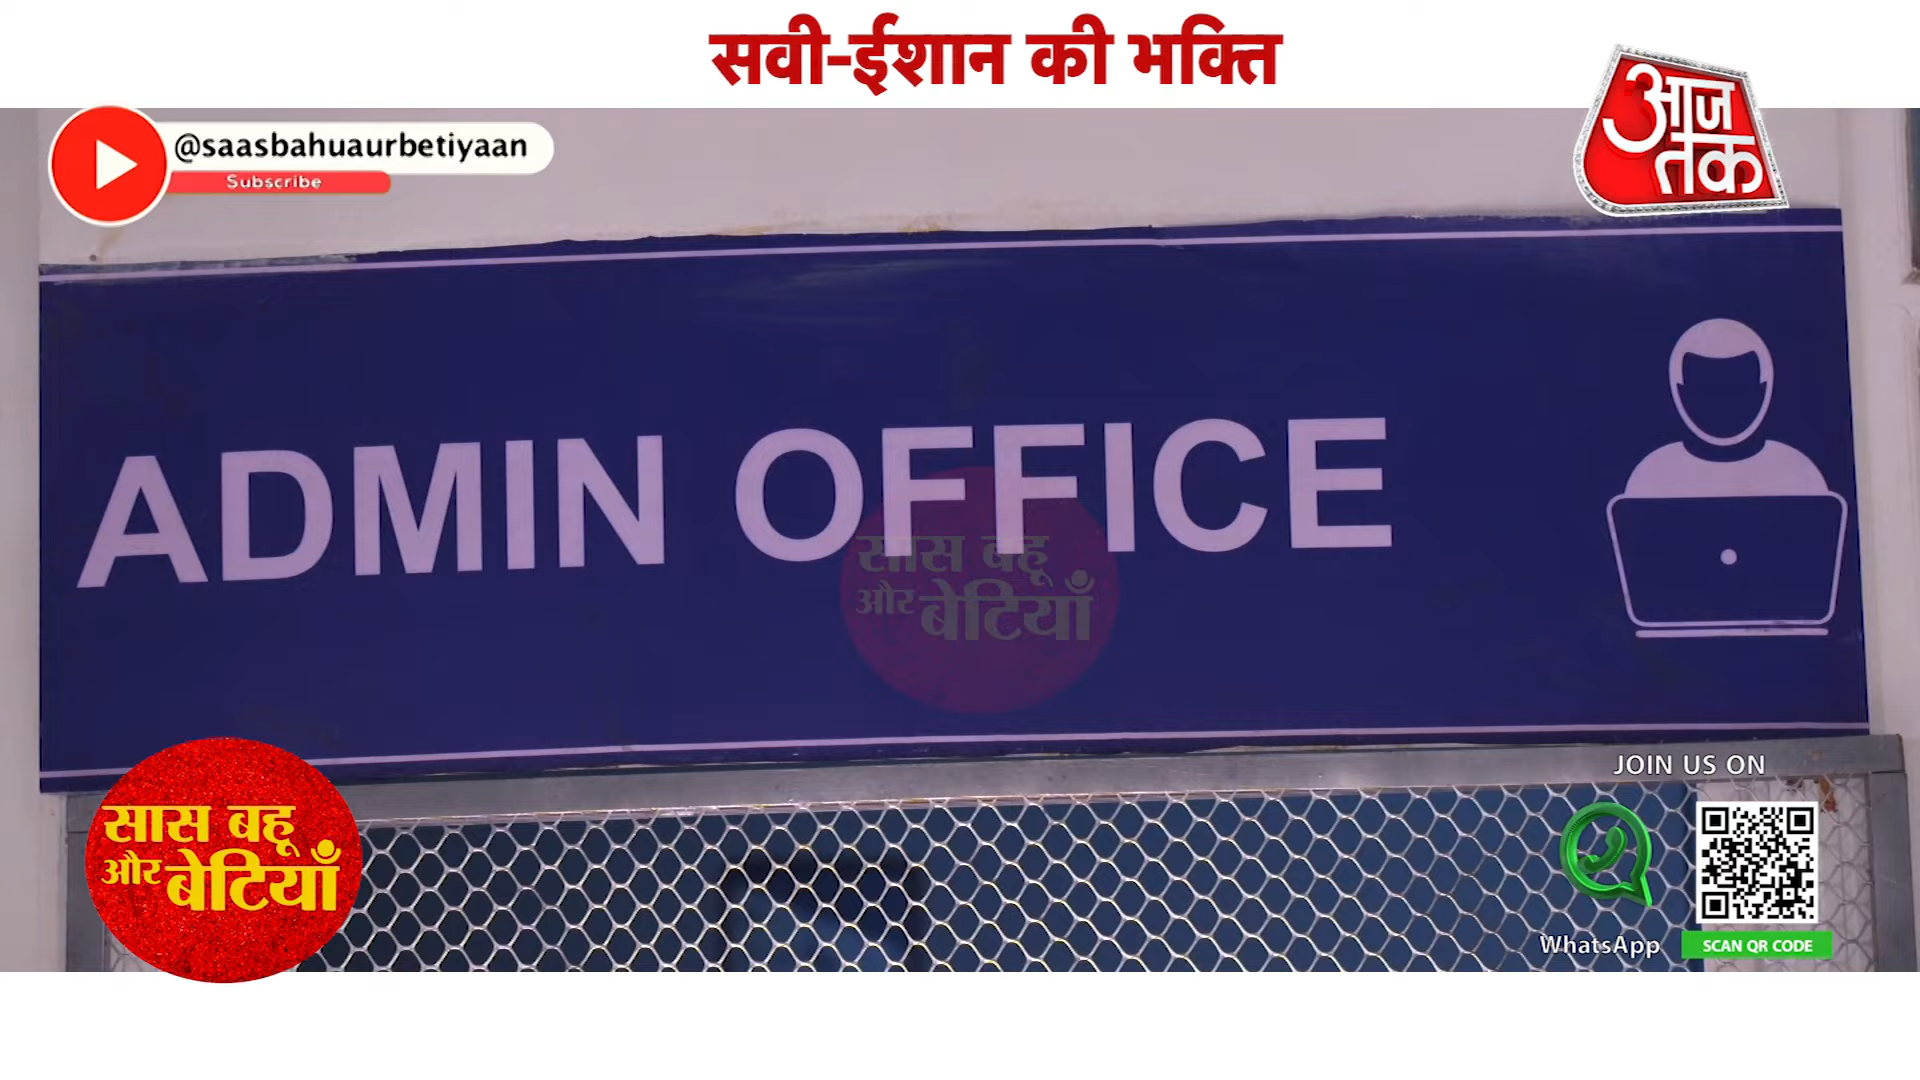 सवी-ईशान की भक्ति
@saasbahuaurbetiyaan
Subscribe
आज
तक
ADMIN OFFICE
सास बहू
और बेटियाँ
सास बहू
और बेटियाँ
JOIN US ON
WhatsApp
SCAN QR CODE